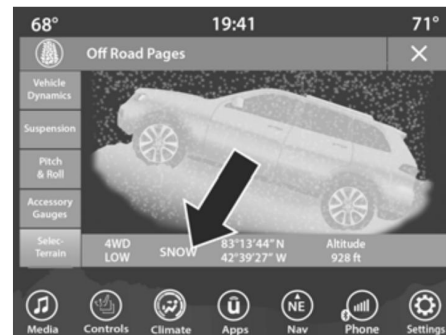 68° 19:41 71°
Off Road Pages
Vehicle
Dynamics
Suspension
Pitch
& Roll
Accessory
Gauges
Selec-
Terrain
4WD
LOW
SNOW
83°13'44" N
42°39'27" W
Altitude
928 ft
Media
Controls
Climate
ū
Apps
NE
Nav
Phone
Settings